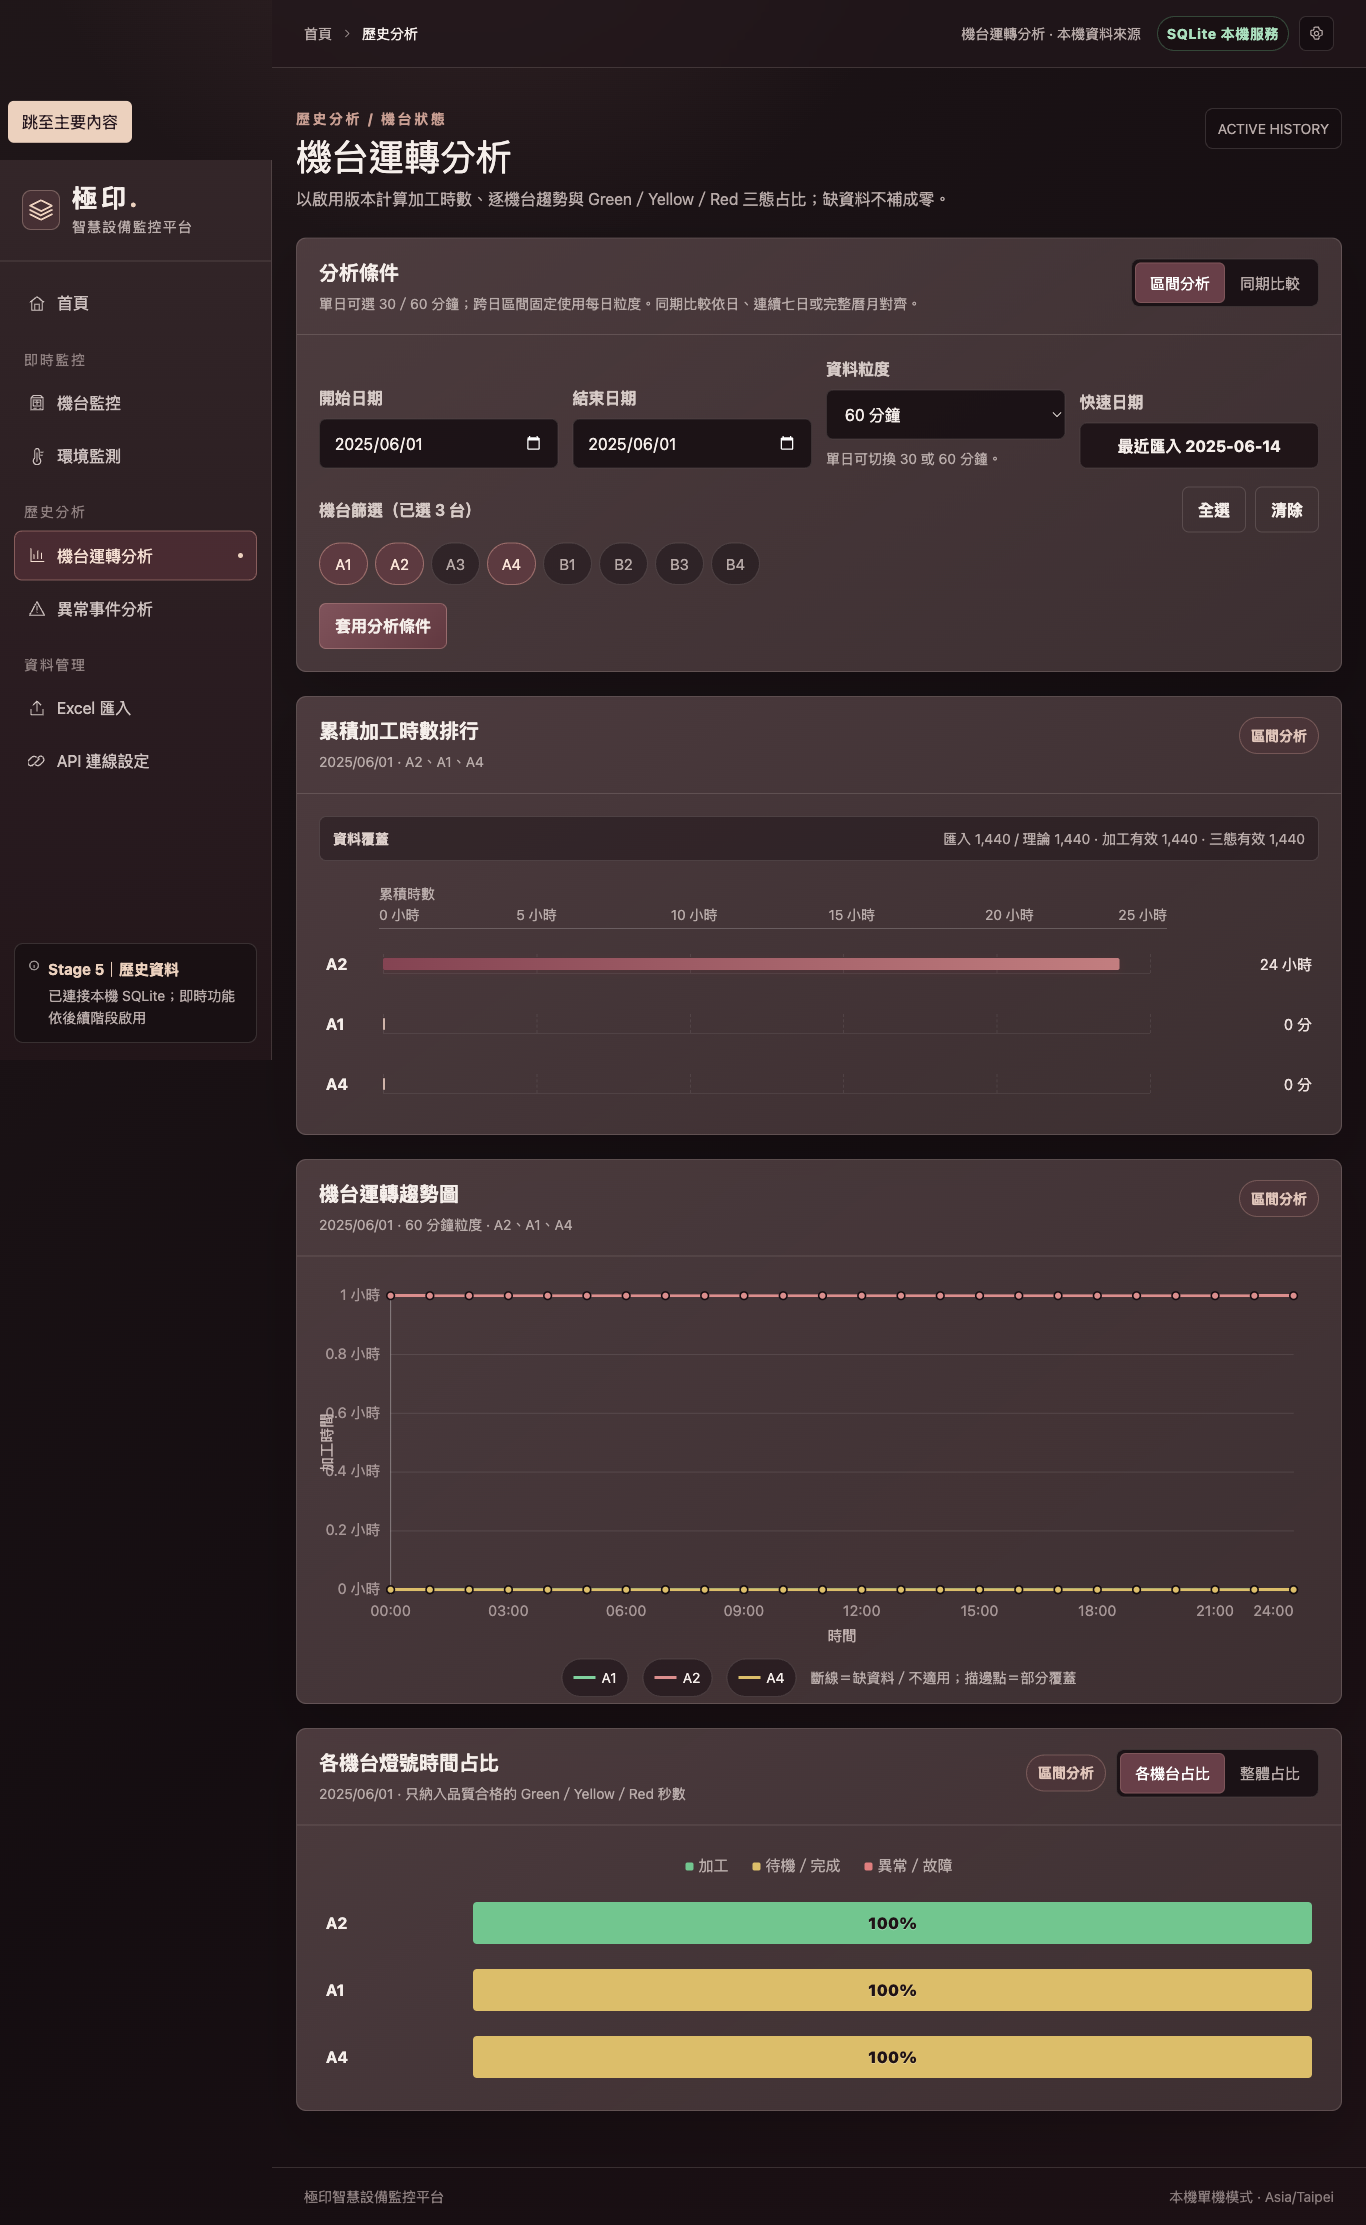 首頁 › 歷史分析
機台運轉分析 · 本機資料來源
SQLite 本機服務
跳至主要內容
極印.
智慧設備監控平台
首頁
即時監控
機台監控
環境監測
歷史分析
機台運轉分析
異常事件分析
資料管理
Excel 匯入
API 連線設定
Stage 5｜歷史資料
已連接本機 SQLite；即時功能
依後續階段啟用
歷史分析 / 機台狀態
機台運轉分析
以啟用版本計算加工時數、逐機台趨勢與 Green / Yellow / Red 三態占比；缺資料不補成零。
ACTIVE HISTORY
分析條件
單日可選 30 / 60 分鐘；跨日區間固定使用每日粒度。同期比較依日、連續七日或完整曆月對齊。
區間分析 同期比較
開始日期
2025/06/01
結束日期
2025/06/01
資料粒度
60 分鐘
單日可切換 30 或 60 分鐘。
快速日期
最近匯入 2025-06-14
機台篩選（已選 3 台）
全選 清除
A1 A2 A3 A4 B1 B2 B3 B4
套用分析條件
累積加工時數排行
2025/06/01 · A2、A1、A4
區間分析
資料覆蓋
匯入 1,440 / 理論 1,440 · 加工有效 1,440 · 三態有效 1,440
累積時數
0 小時 5 小時 10 小時 15 小時 20 小時 25 小時
A2 24 小時
A1 0 分
A4 0 分
機台運轉趨勢圖
2025/06/01 · 60 分鐘粒度 · A2、A1、A4
區間分析
1 小時
0.8 小時
0.6 小時
加工時間
0.4 小時
0.2 小時
0 小時
00:00 03:00 06:00 09:00 12:00 15:00 18:00 21:00 24:00
時間
A1 A2 A4 斷線＝缺資料 / 不適用；描邊點＝部分覆蓋
各機台燈號時間占比
2025/06/01 · 只納入品質合格的 Green / Yellow / Red 秒數
區間分析
各機台占比 整體占比
加工 待機 / 完成 異常 / 故障
A2 100%
A1 100%
A4 100%
極印智慧設備監控平台
本機單機模式 · Asia/Taipei